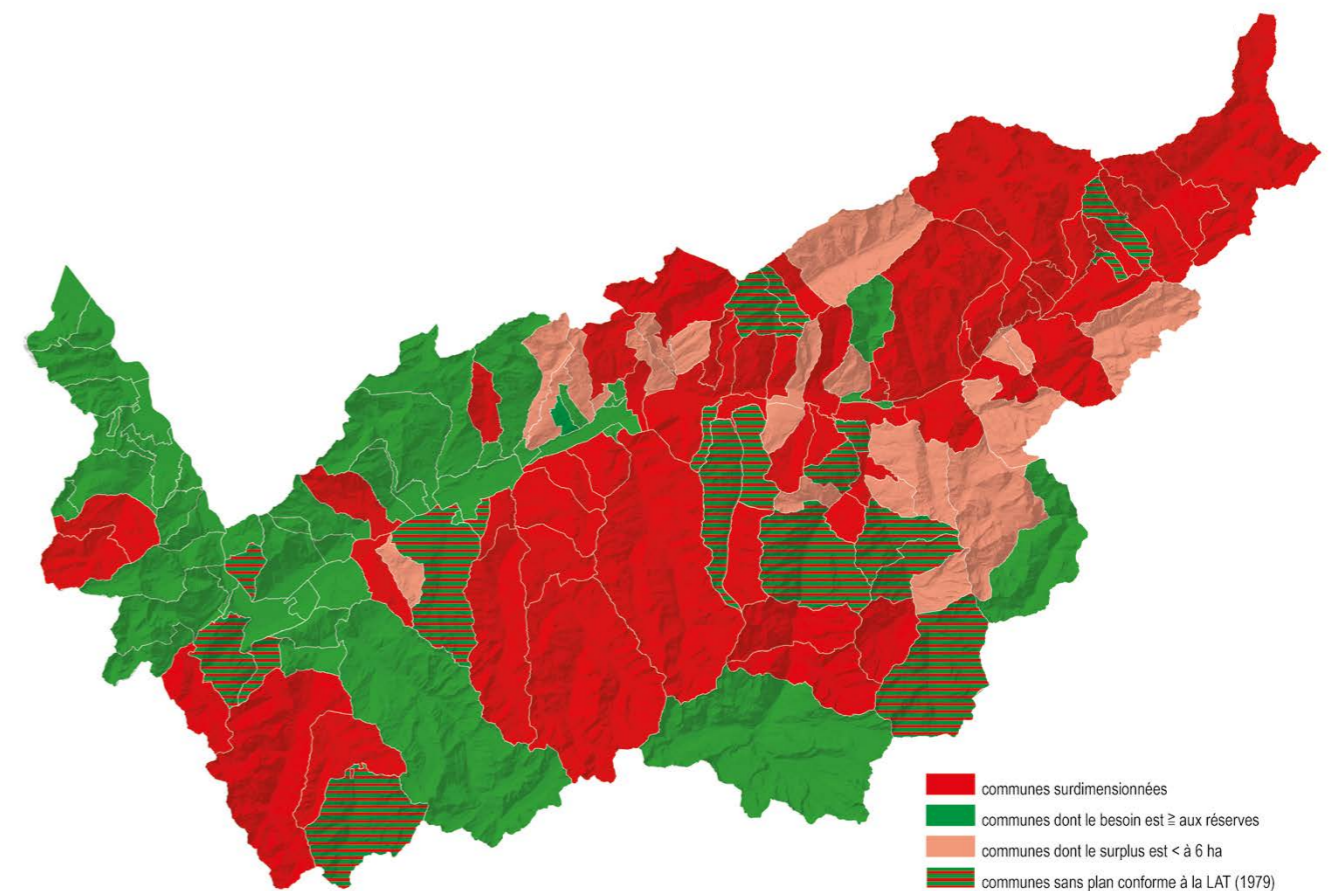 communes surdimensionnées
communes dont le besoin est ≧ aux réserves
communes dont le surplus est < à 6 ha
communes sans plan conforme à la LAT (1979)